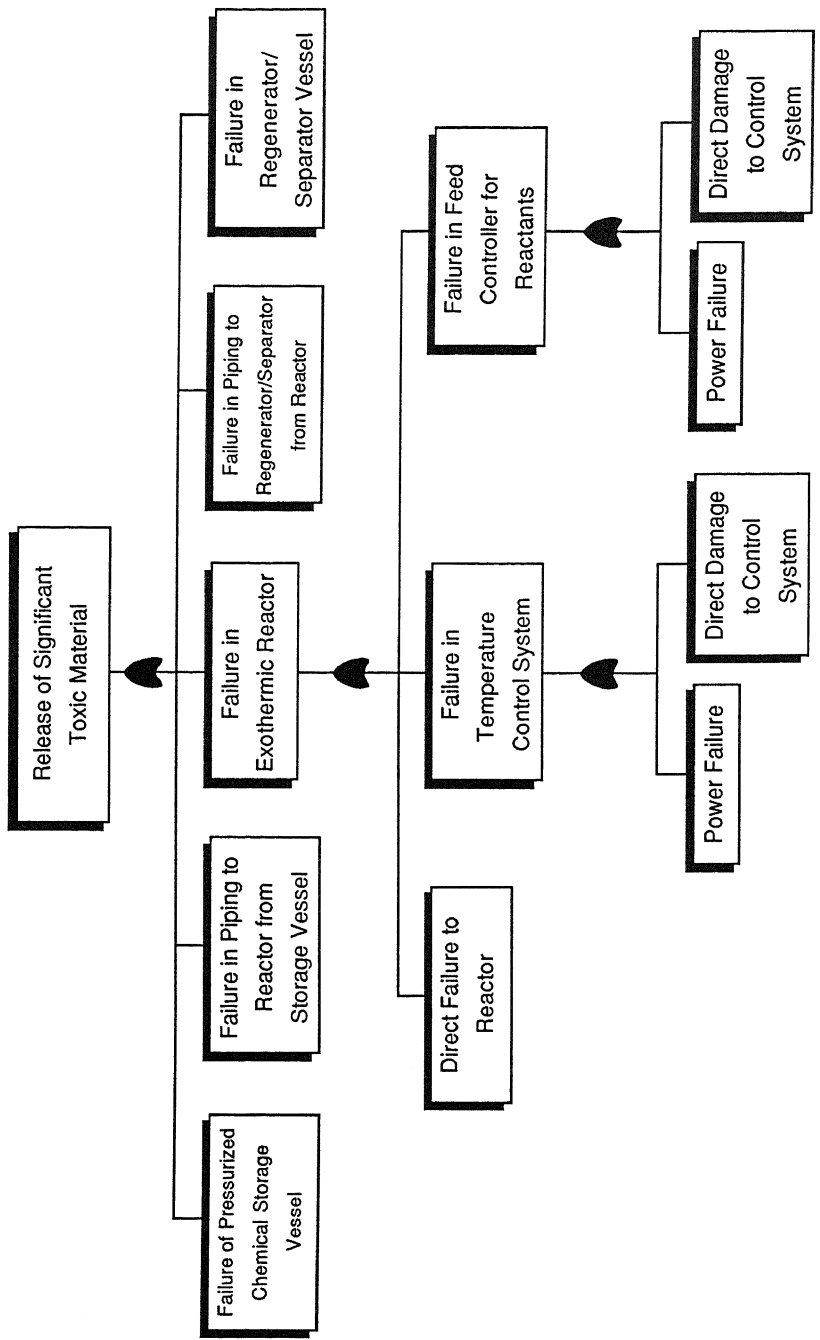 Release of Significant
Toxic Material
Failure of Pressurized
Chemical Storage
Vessel
Failure in Piping to
Reactor from
Storage Vessel
Failure in
Exothermic Reactor
Failure in Piping to
Regenerator/Separator
from Reactor
Failure in
Regenerator/
Separator Vessel
Direct Failure to
Reactor
Failure in
Temperature
Control System
Failure in Feed
Controller for
Reactants
Power Failure
Direct Damage
to Control
System
Power Failure
Direct Damage
to Control
System